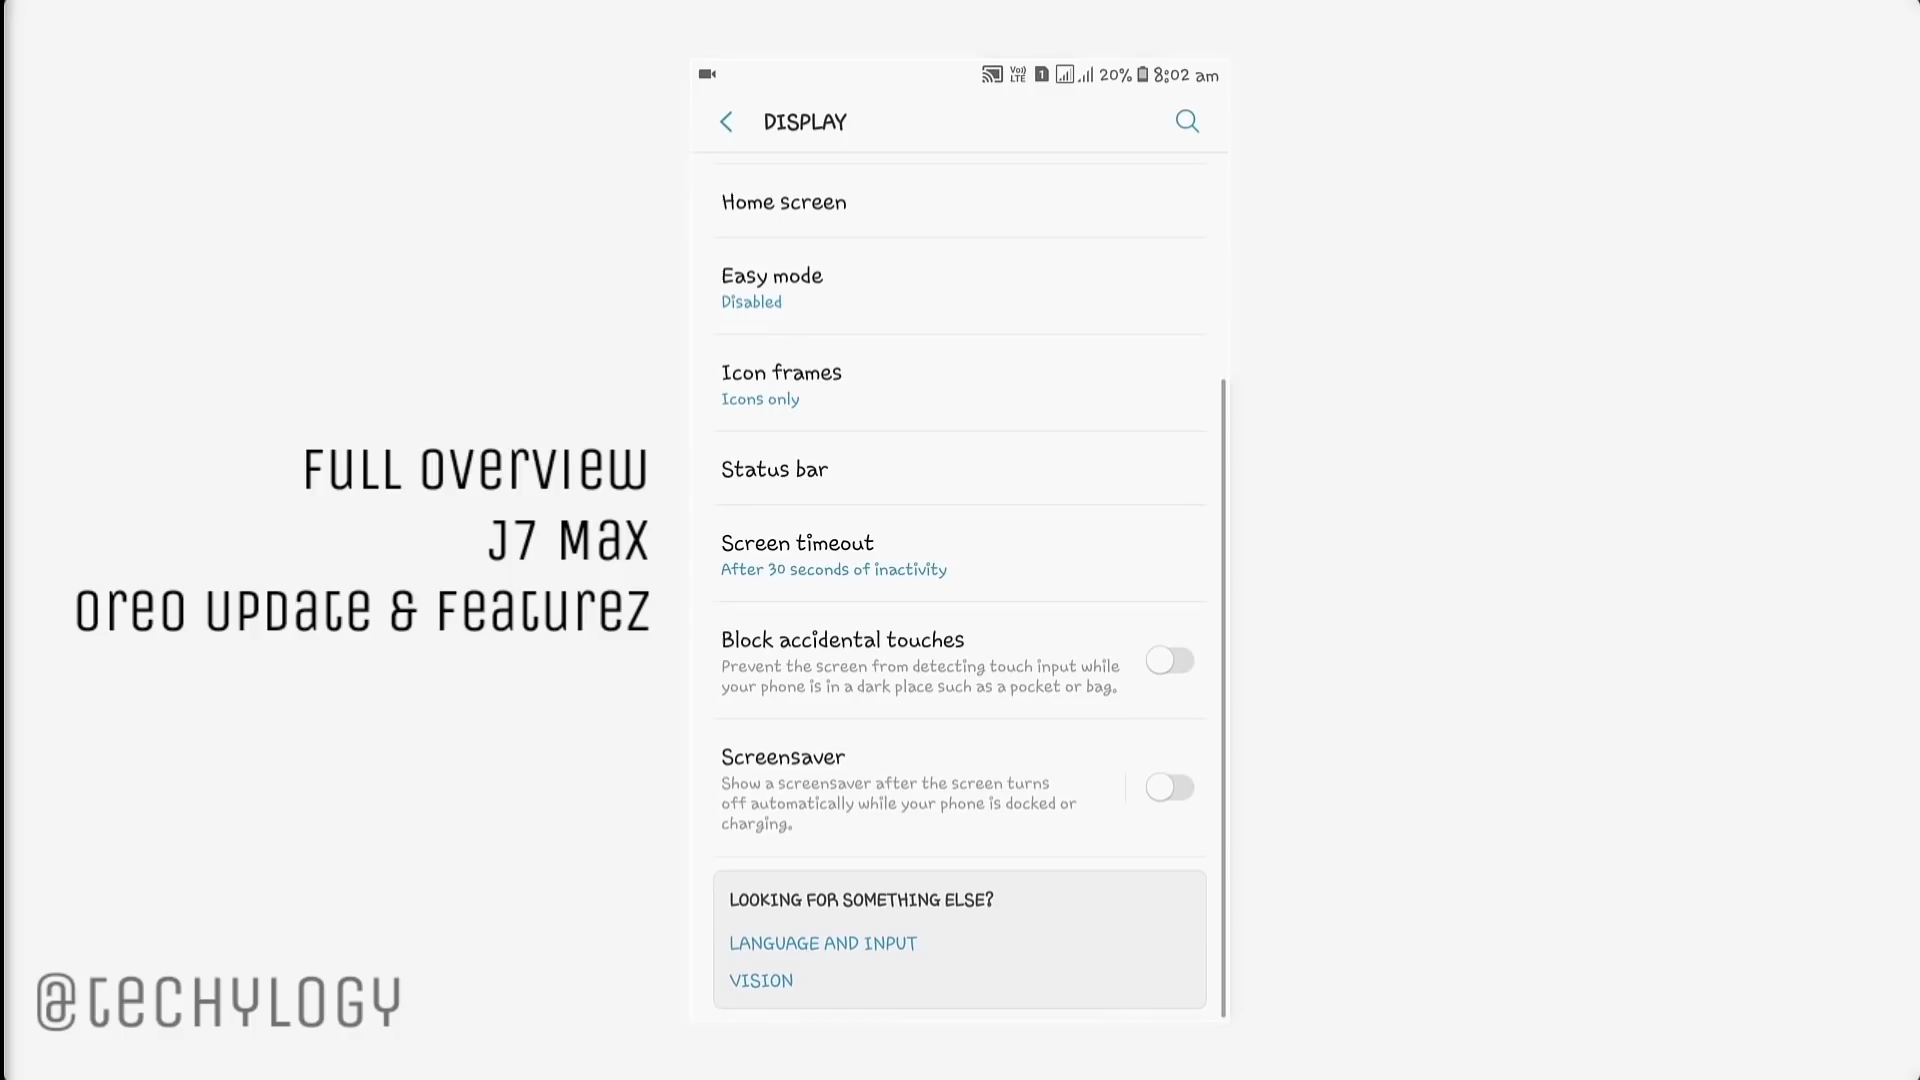 Full Overview
J7 Max
Oreo Update & Featurez
@techylogy
Vo)) LTE 1 20% 8:02 am
DISPLAY
Home screen
Easy mode
Disabled
Icon frames
Icons only
Status bar
Screen timeout
After 30 seconds of inactivity
Block accidental touches
Prevent the screen from detecting touch input while
your phone is in a dark place such as a pocket or bag.
Screensaver
Show a screensaver after the screen turns
off automatically while your phone is docked or
charging.
LOOKING FOR SOMETHING ELSE?
LANGUAGE AND INPUT
VISION